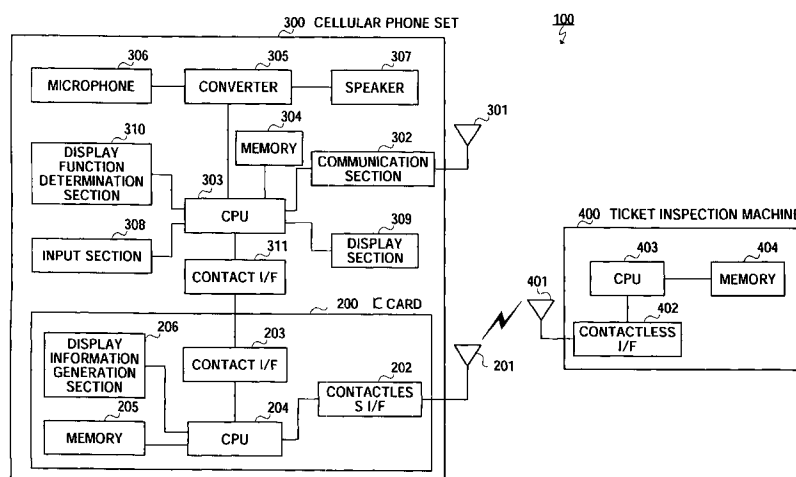 300 CELLULAR PHONE SET
100
306
MICROPHONE
305
CONVERTER
307
SPEAKER
301
310
DISPLAY
FUNCTION
DETERMINATION
SECTION
304
MEMORY
302
COMMUNICATION
SECTION
303
CPU
308
INPUT SECTION
309
DISPLAY
SECTION
311
CONTACT I/F
400 TICKET INSPECTION MACHINE
403
CPU
404
MEMORY
401
402
CONTACTLESS
I/F
200 IC CARD
206
DISPLAY
INFORMATION
GENERATION
SECTION
203
CONTACT I/F
202
CONTACTLES
S I/F
201
205
MEMORY
204
CPU